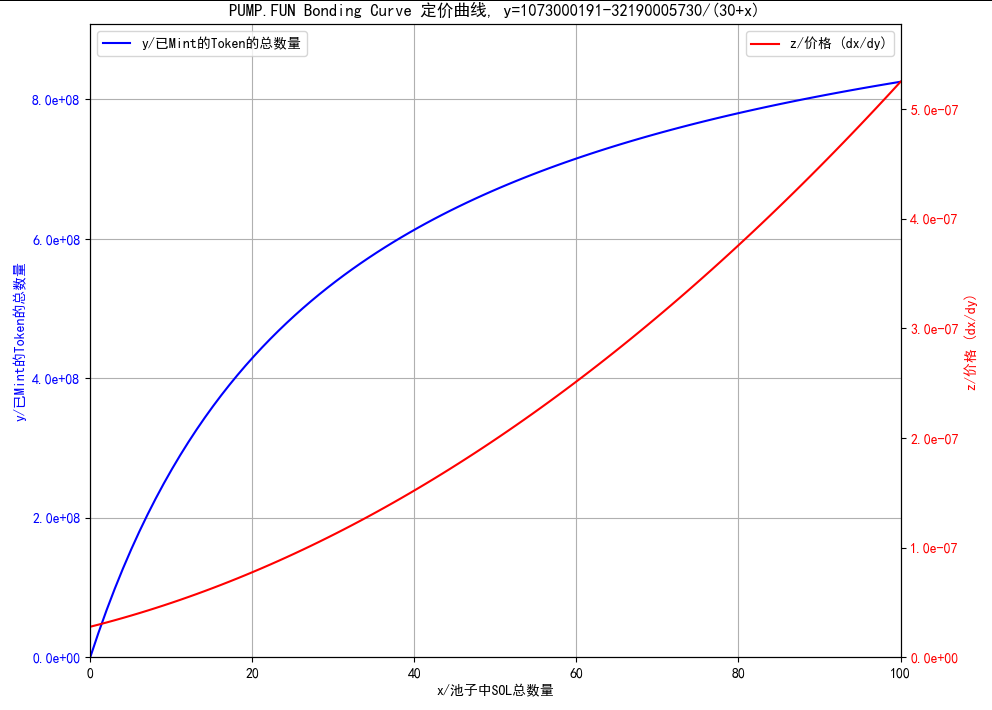 PUMP.FUN Bonding Curve 定价曲线, y=1073000191-32190005730/(30+x)
y/已Mint的Token的总数量
z/价格 (dx/dy)
8.0e+08
6.0e+08
4.0e+08
2.0e+08
0.0e+00
y/已Mint的Token的总数量
5.0e-07
4.0e-07
3.0e-07
2.0e-07
1.0e-07
0.0e+00
z/价格 (dx/dy)
0 20 40 60 80 100
x/池子中SOL总数量